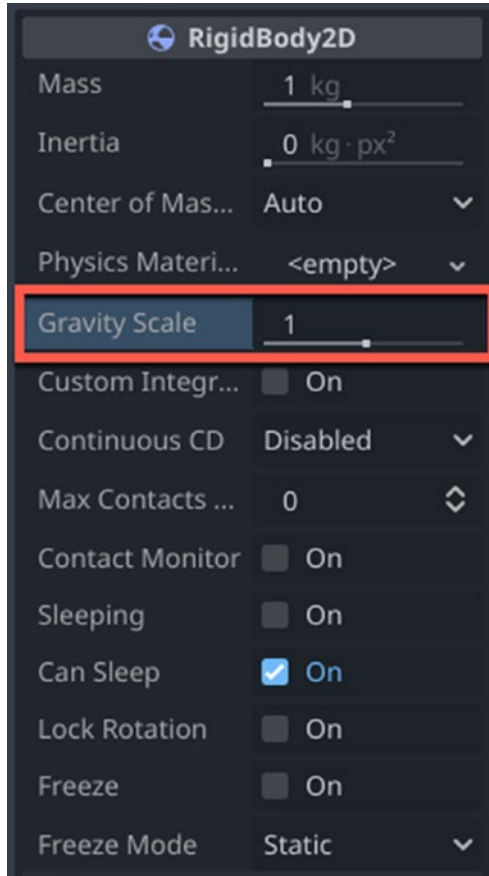 RigidBody2D
Mass 1 kg
Inertia 0 kg·px²
Center of Mas... Auto
Physics Materi... <empty>
Gravity Scale 1
Custom Integr... On
Continuous CD Disabled
Max Contacts ... 0
Contact Monitor On
Sleeping On
Can Sleep On
Lock Rotation On
Freeze On
Freeze Mode Static